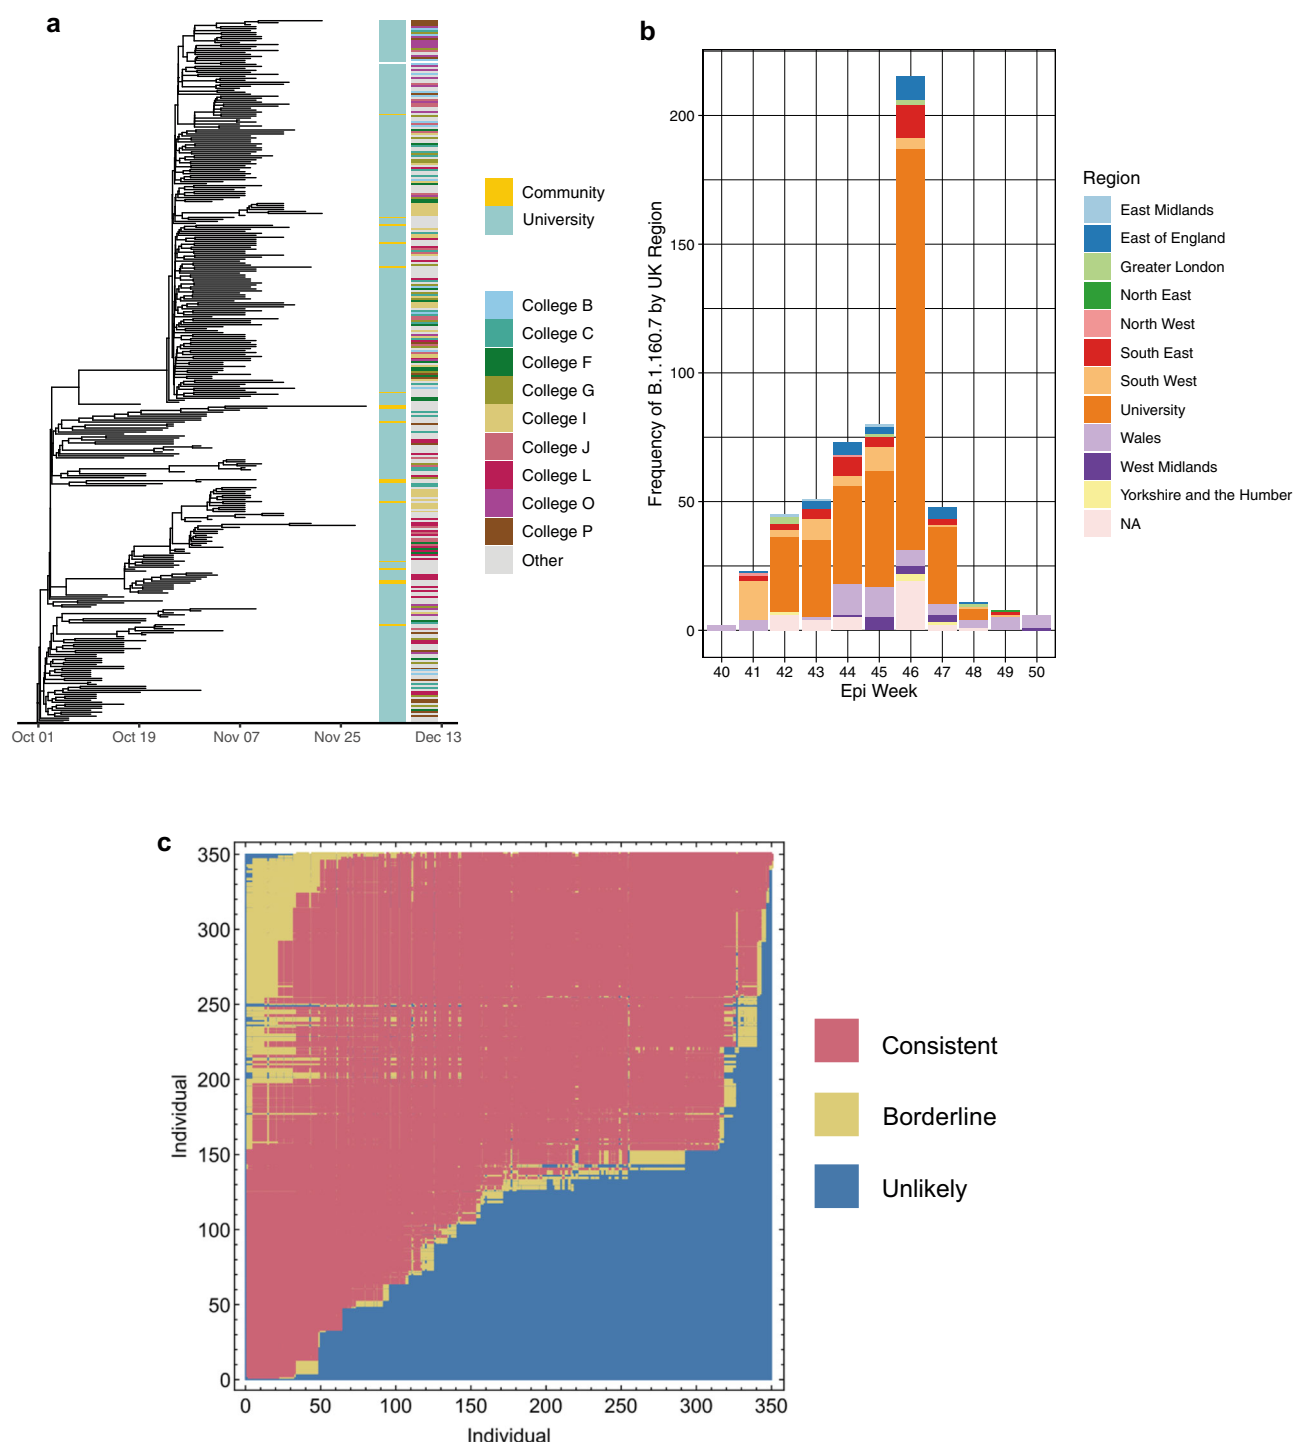 a
Community
University
College B
College C
College F
College G
College I
College J
College L
College O
College P
Other
Oct 01
Oct 19
Nov 07
Nov 25
Dec 13
b
Frequency of B.1.160.7 by UK Region
200
150
100
50
0
40 41 42 43 44 45 46 47 48 49 50
Epi Week
Region
East Midlands
East of England
Greater London
North East
North West
South East
South West
University
Wales
West Midlands
Yorkshire and the Humber
NA
c
Individual
350
300
250
200
150
100
50
0
0 50 100 150 200 250 300 350
Individual
Consistent
Borderline
Unlikely